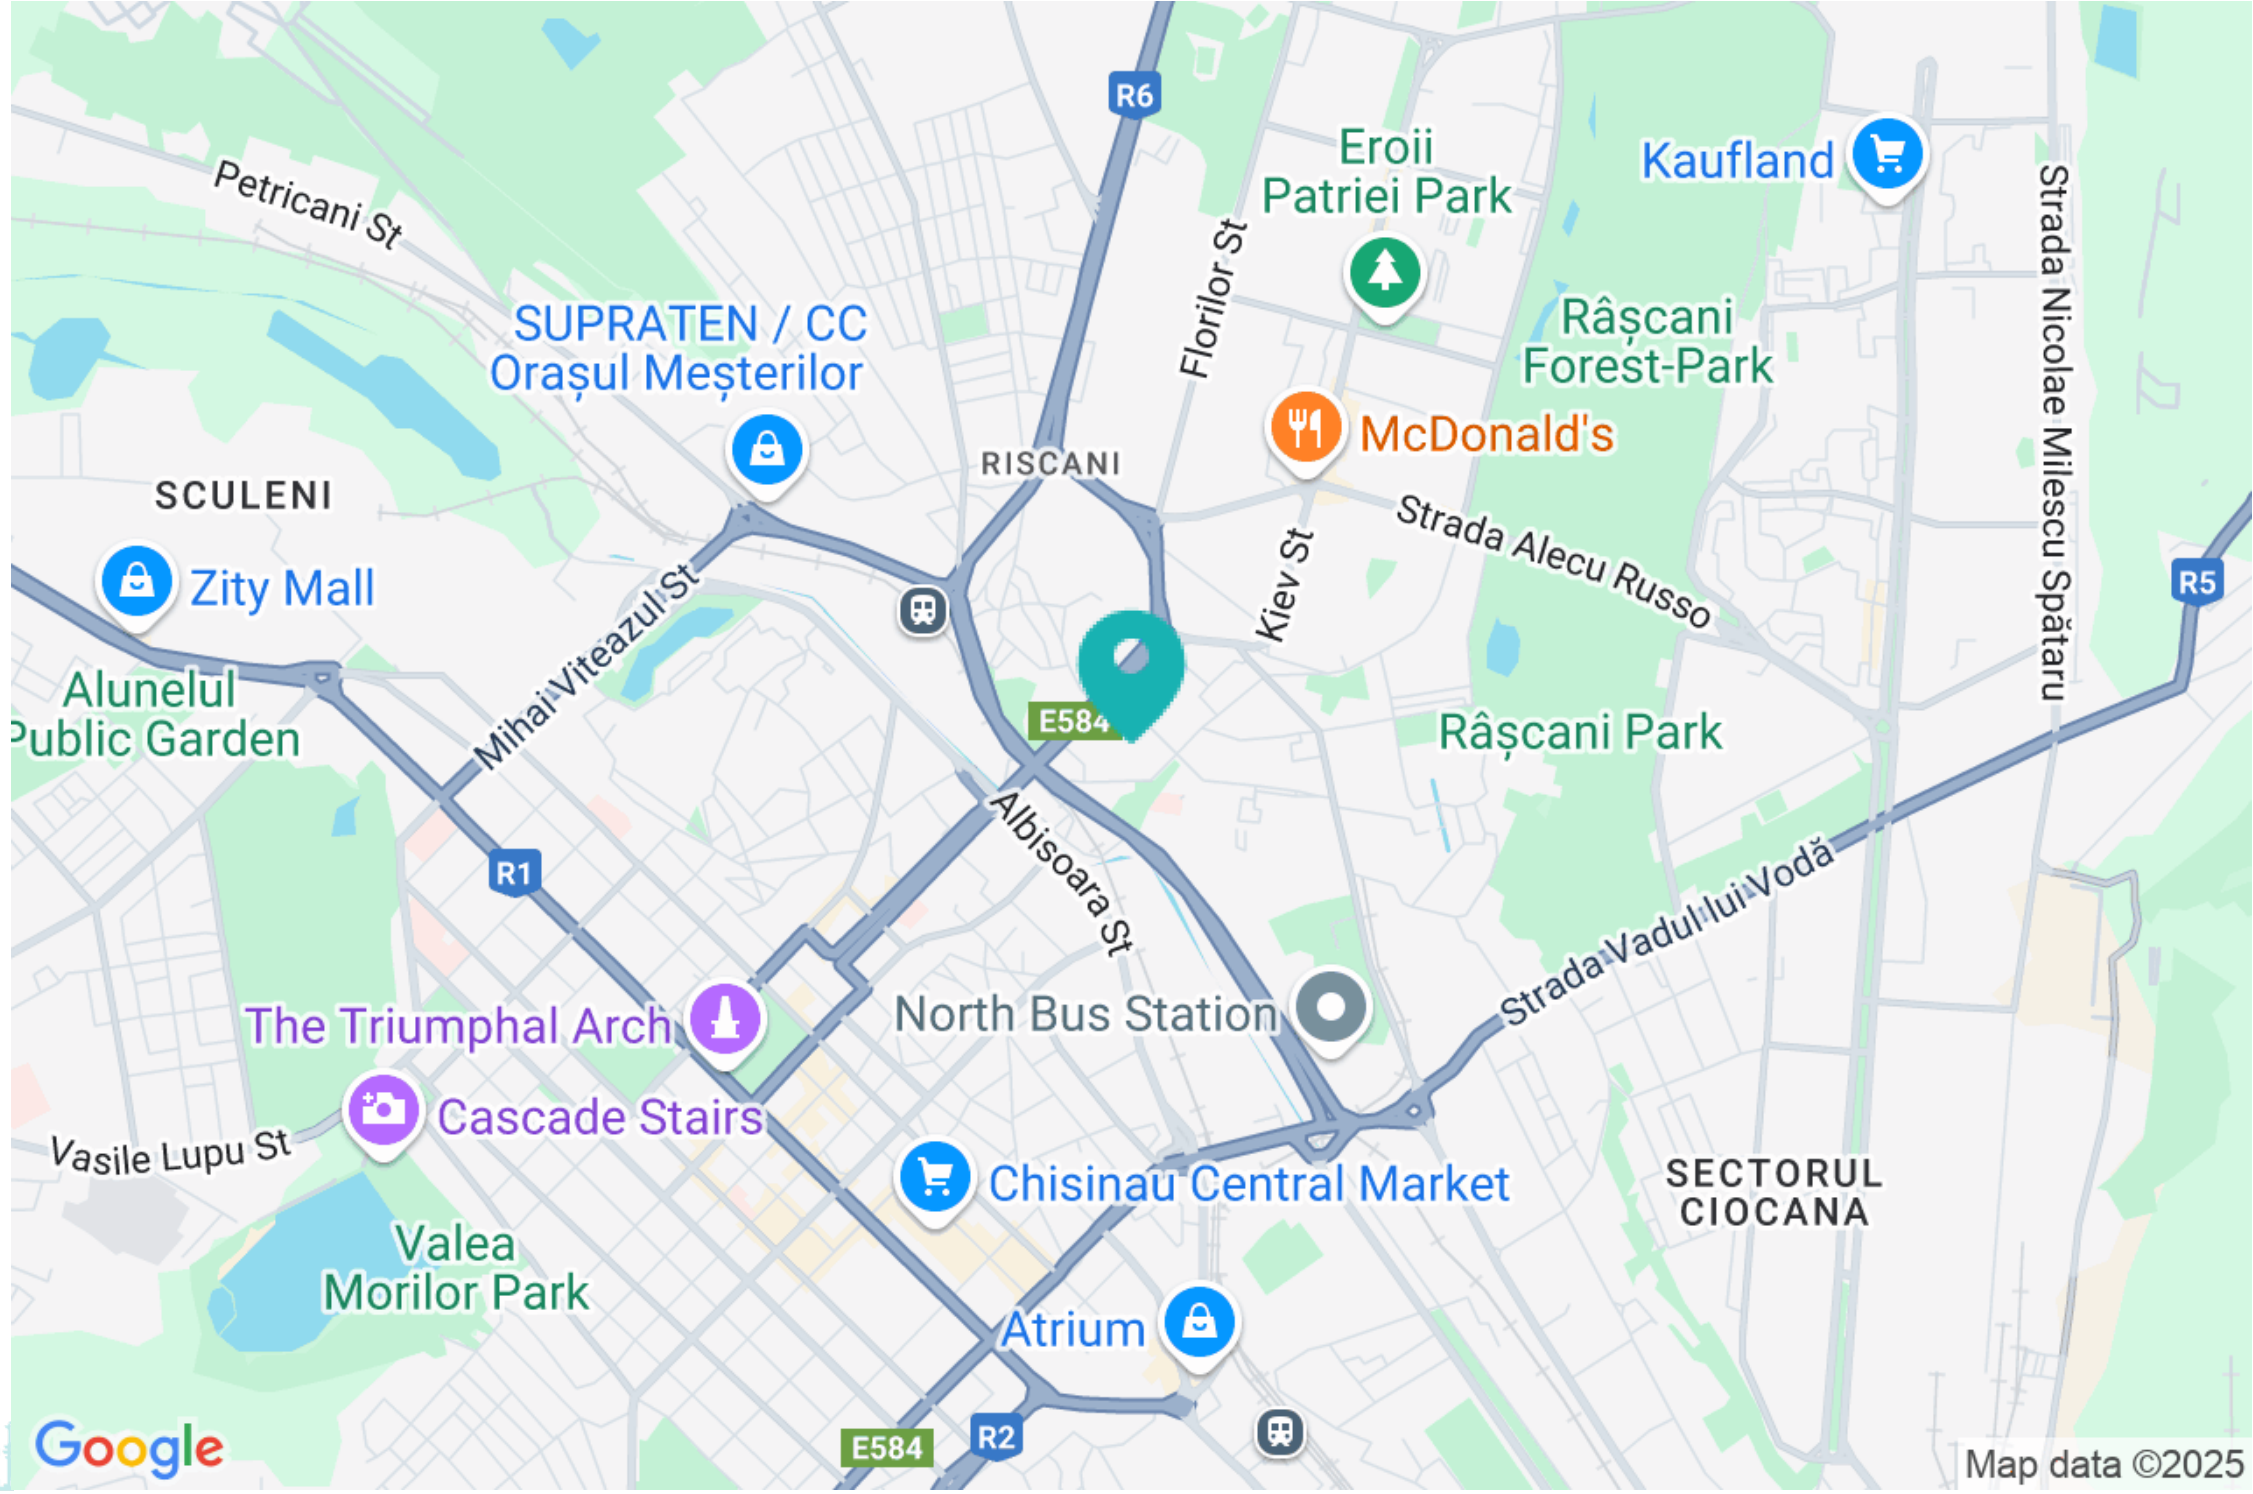 R6
Eroii
Patriei Park
Kaufland
Petricani St
Strada Nicolae Milescu Spătaru
Florilor St
SUPRATEN / CC
Orașul Meșterilor
Râșcani
Forest-Park
McDonald's
RISCANI
SCULENI
Strada Alecu Russo
Zity Mall
Kiev St
R5
Mihai Viteazul St
Alunelul
Public Garden
E584
Râșcani Park
Albisoara St
R1
Strada Vadul lui Vodă
The Triumphal Arch
North Bus Station
Cascade Stairs
Vasile Lupu St
Chisinau Central Market
SECTORUL
CIOCANA
Valea
Morilor Park
Atrium
E584
R2
Google
Map data ©2025